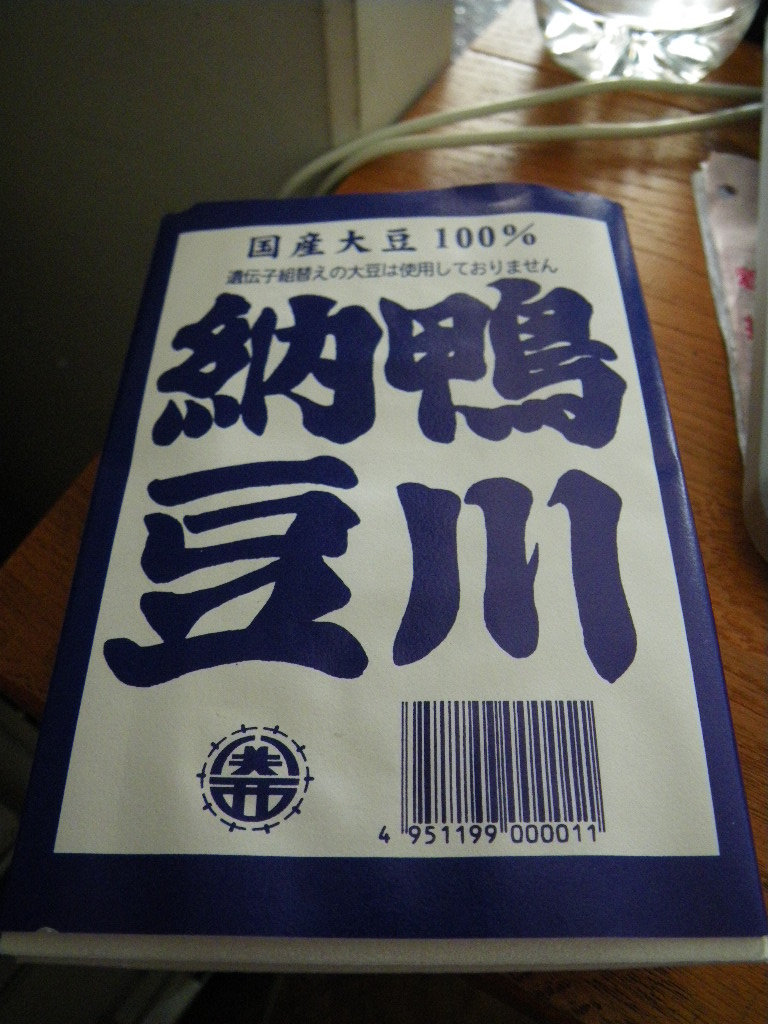 国産大豆100%
遺伝子組替えの大豆は使用しておりません
鴨川
納豆
4 951199 000011